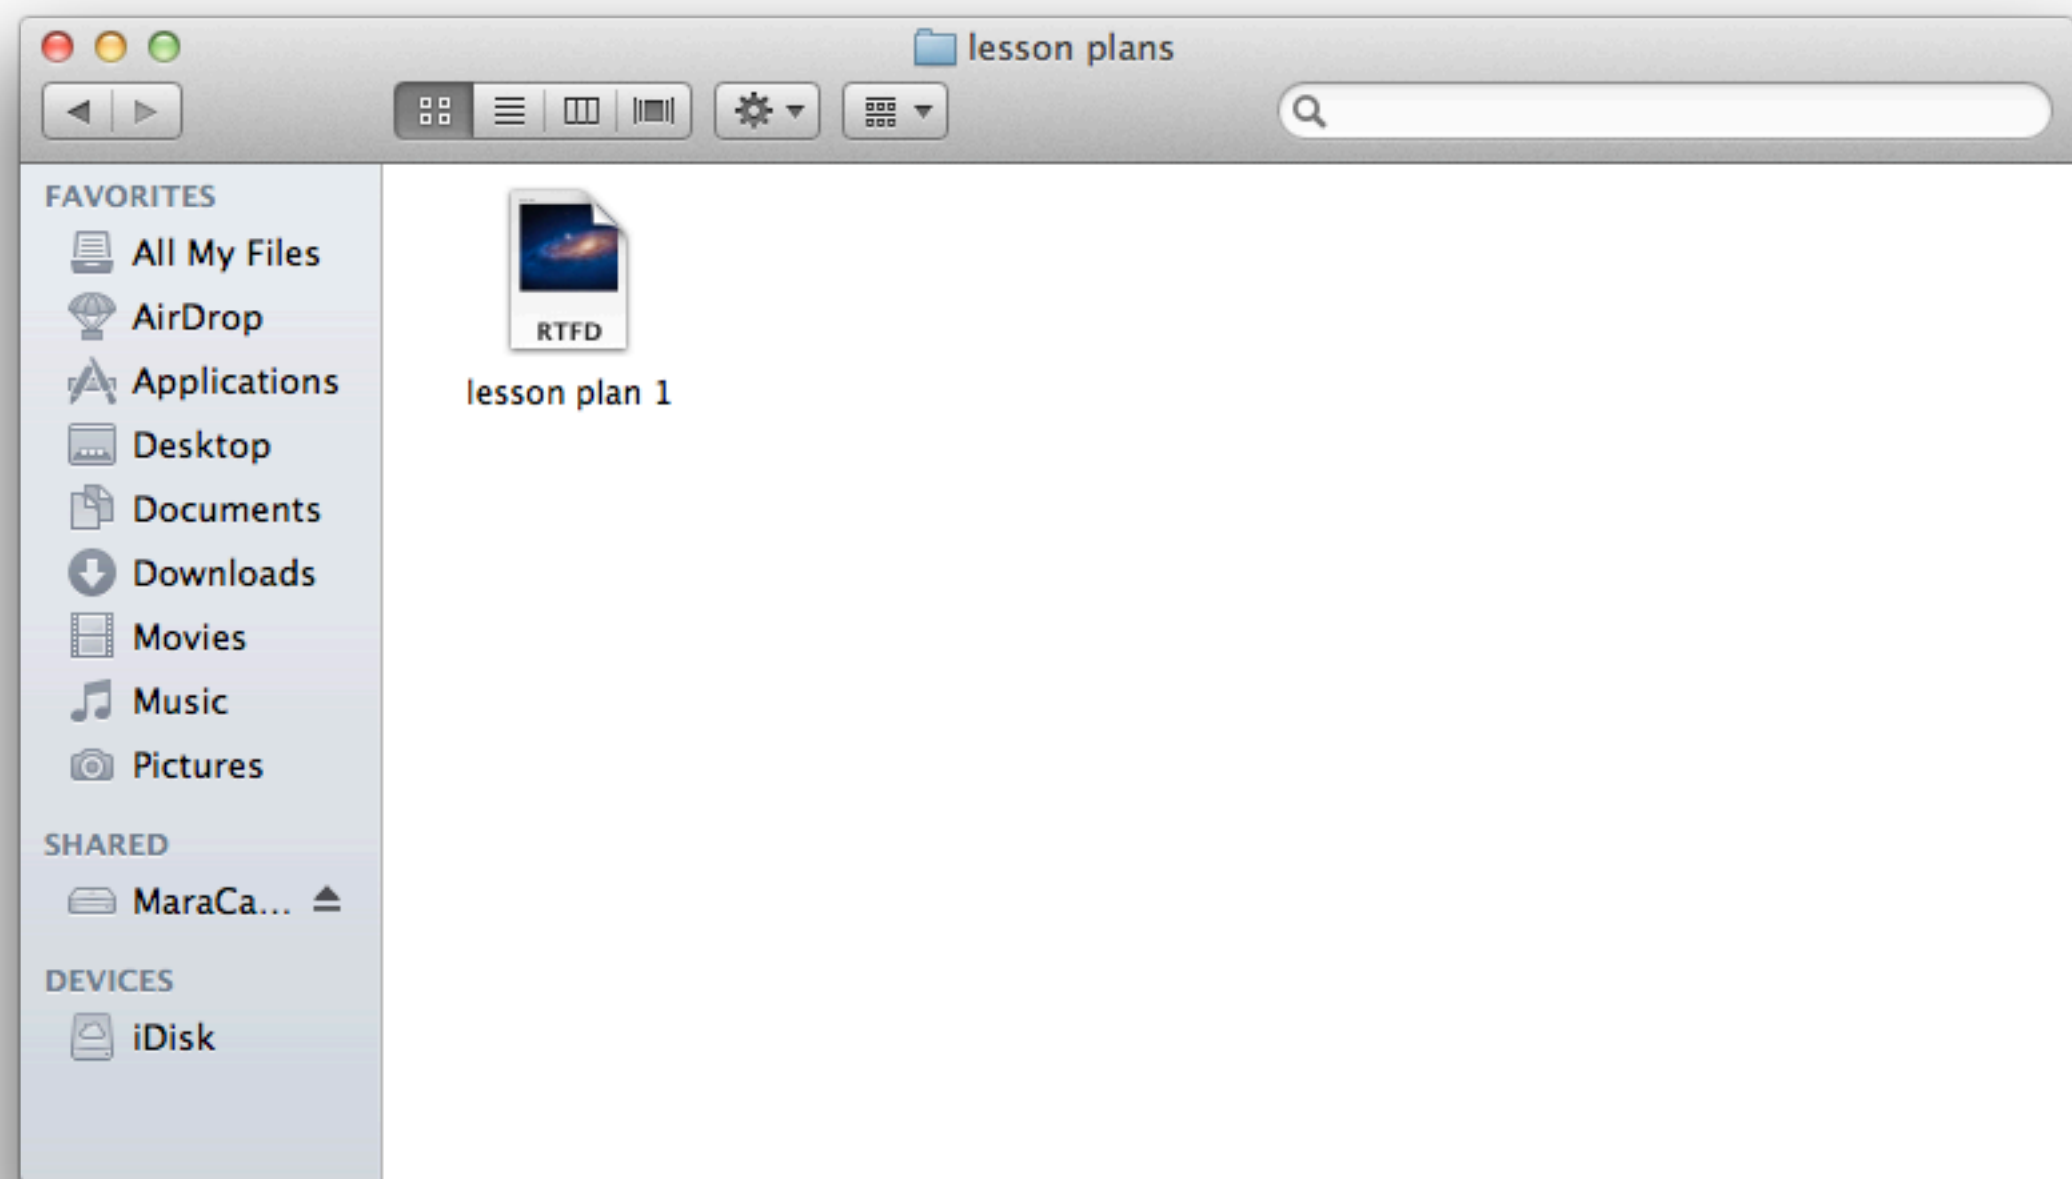 lesson plans
FAVORITES
All My Files
AirDrop
Applications
Desktop
Documents
Downloads
Movies
Music
Pictures
SHARED
MaraCa...
DEVICES
iDisk
RTFD
lesson plan 1